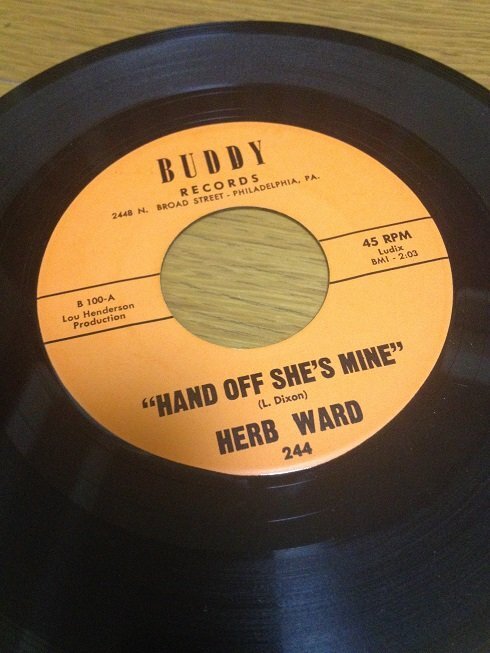 BUDDY
RECORDS
2448 N. BROAD STREET - PHILADELPHIA, PA.
45 RPM
Ludix
BMI - 2:03
B 100-A
Lou Henderson
Production
“HAND OFF SHE'S MINE”
(L. Dixon)
HERB WARD
244